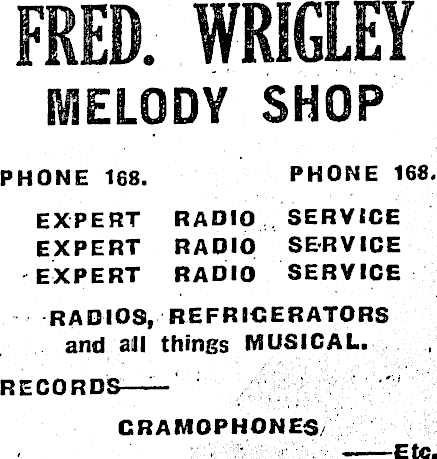 FRED. WRIGLEY
MELODY SHOP
PHONE 168. PHONE 168.
EXPERT RADIO SERVICE
EXPERT RADIO SERVICE
EXPERT RADIO SERVICE
RADIOS, REFRIGERATORS
and all things MUSICAL.
RECORDS——
GRAMOPHONES
——Etc.